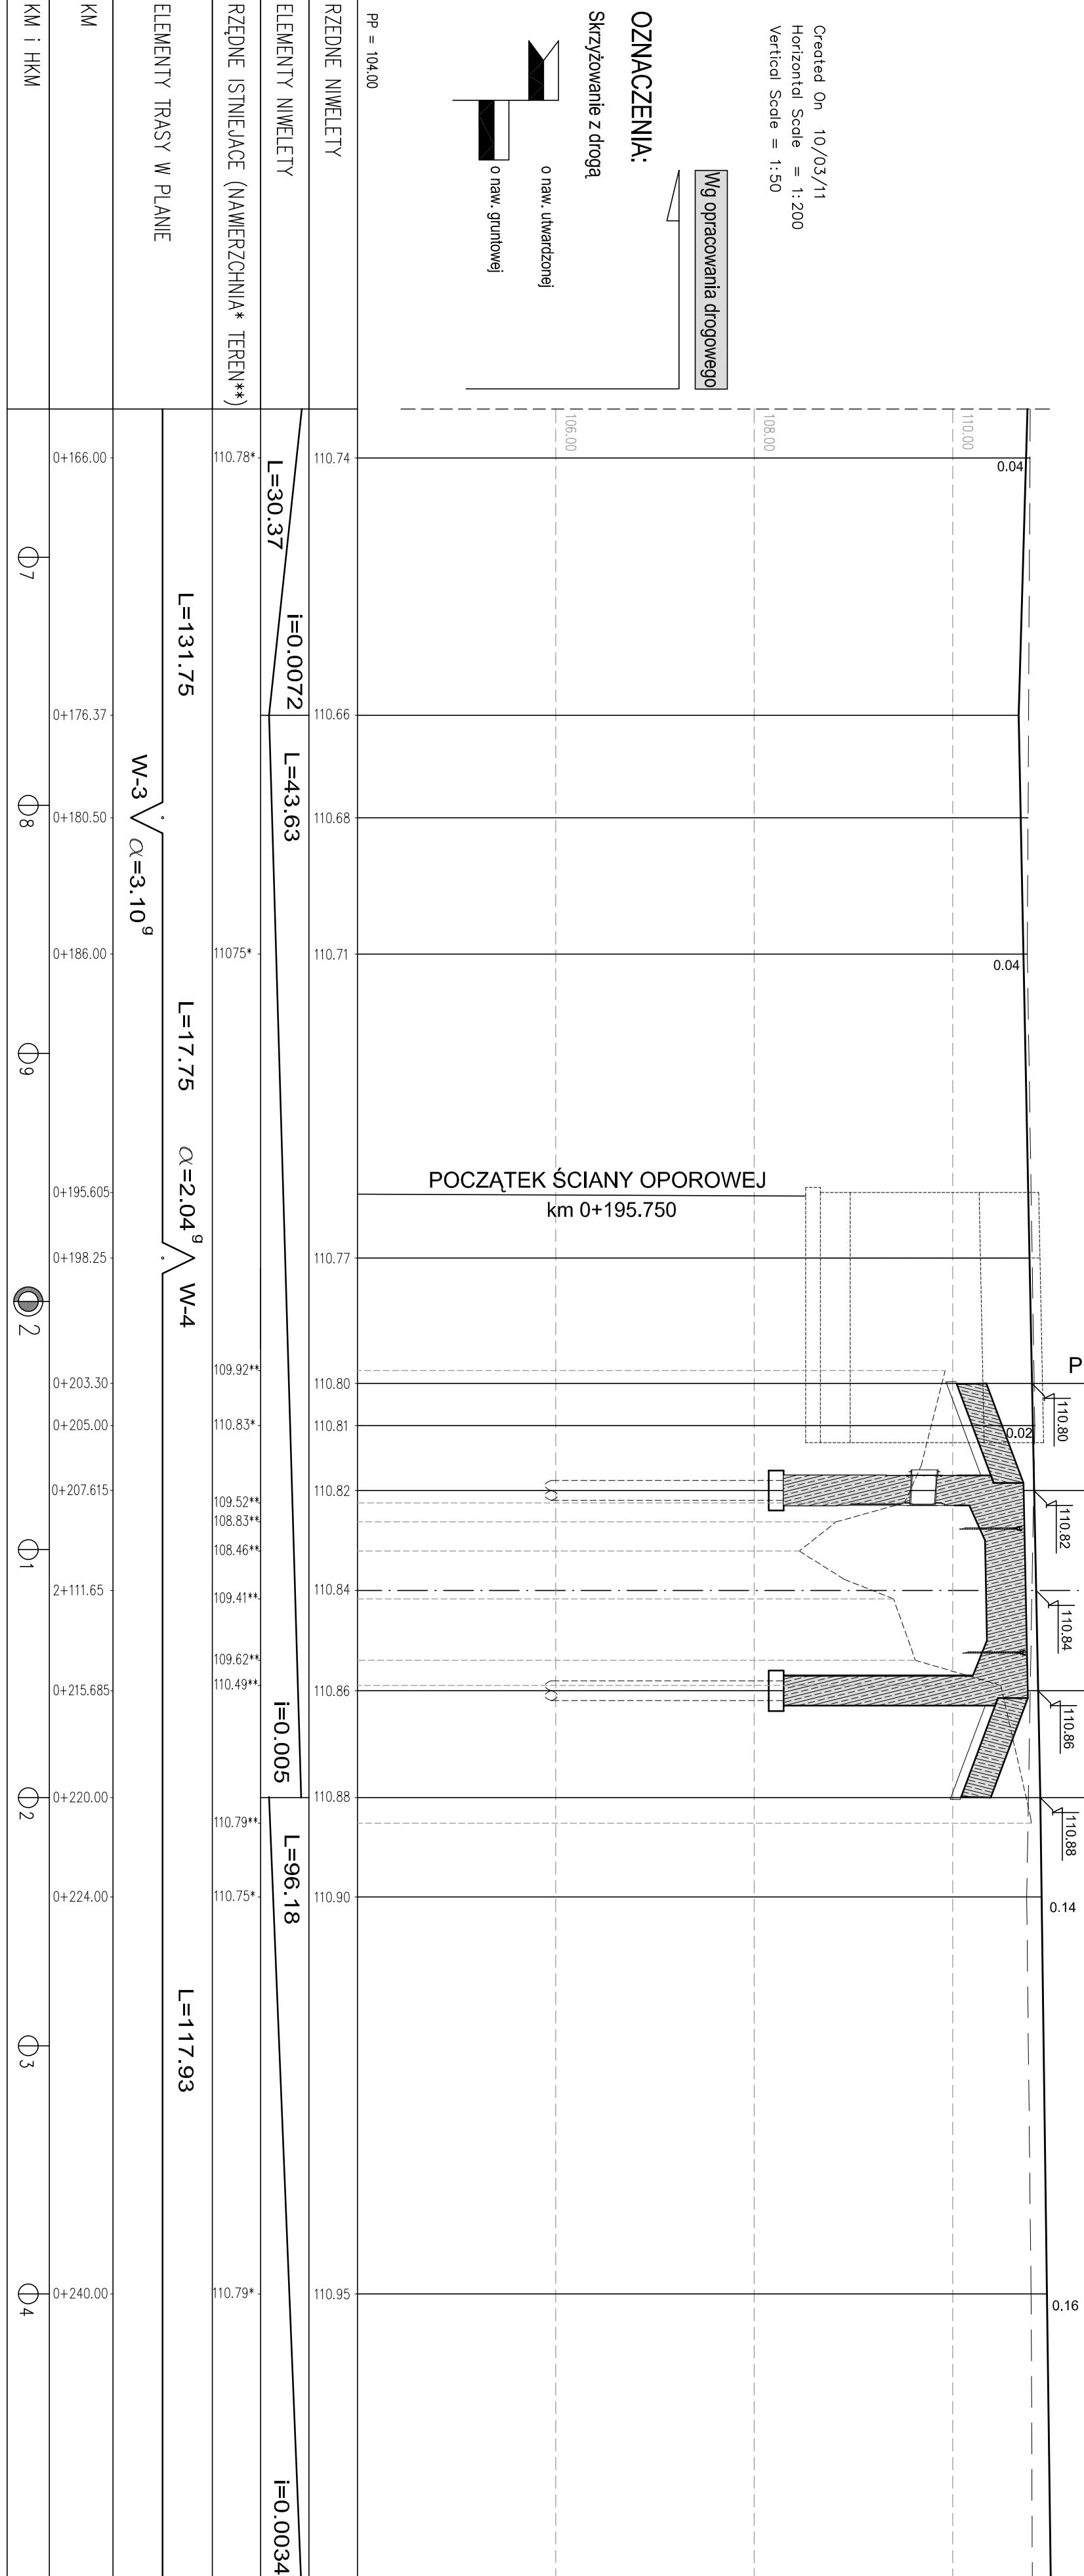 Created On 10/03/11
Horizontal Scale = 1:200
Vertical Scale = 1:50
Wg opracowania drogowego
OZNACZENIA:
Skrzyżowanie z drogą
o naw. utwardzonej
o naw. gruntowej
PP = 104.00
110.00
108.00
106.00
0.04
0.04
0.02
0.14
0.16
POCZĄTEK ŚCIANY OPOROWEJ
km 0+195.750
P
110.80
110.82
110.84
110.86
110.88
RZEDNE NIWELETY
110.74
110.66
110.68
110.71
110.77
110.80
110.81
110.82
110.84
110.86
110.88
110.90
110.95
ELEMENTY NIWELETY
L=30.37
i=0.0072
L=43.63
i=0.005
L=96.18
i=0.0034
RZĘDNE ISTNIEJACE (NAWIERZCHNIA* TEREN**)
110.78*
11075*
109.92**
110.83*
109.52**
108.83**
108.46**
109.41**
109.62**
110.49**
110.79**
110.75*
110.79*
ELEMENTY TRASY W PLANIE
L=131.75
W-3
α=3.10g
L=17.75
α=2.04g
W-4
L=117.93
KM
0+166.00
0+176.37
0+180.50
0+186.00
0+195.605
0+198.25
0+203.30
0+205.00
0+207.615
2+111.65
0+215.685
0+220.00
0+224.00
0+240.00
KM i HKM
7
8
9
2
1
2
3
4